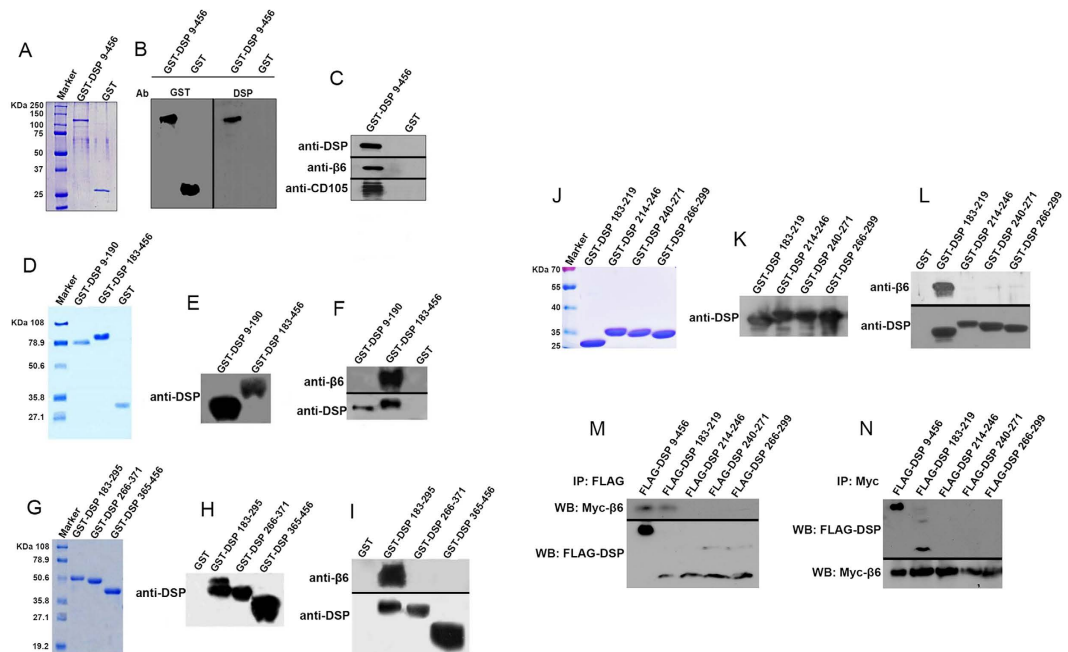 A
Marker
GST-DSP 9-456
GST
KDa 250
150
100
75
50
37
25
B
GST-DSP 9-456
GST
GST-DSP 9-456
GST
Ab GST DSP
C
GST-DSP 9-456
GST
anti-DSP
anti-β6
anti-CD105
D
Marker
GST-DSP 9-190
GST-DSP 183-456
GST
KDa 108
78.9
50.6
35.8
27.1
E
GST-DSP 9-190
GST-DSP 183-456
anti-DSP
F
GST-DSP 9-190
GST-DSP 183-456
GST
anti-β6
anti-DSP
G
Marker
GST-DSP 183-295
GST-DSP 266-371
GST-DSP 365-456
KDa 108
78.9
50.6
35.8
27.1
19.2
H
GST
GST-DSP 183-295
GST-DSP 266-371
GST-DSP 365-456
anti-DSP
I
GST
GST-DSP 183-295
GST-DSP 266-371
GST-DSP 365-456
anti-β6
anti-DSP
J
Marker
GST-DSP 183-219
GST-DSP 214-246
GST-DSP 240-271
GST-DSP 266-299
KDa 70
55
40
35
25
K
GST-DSP 183-219
GST-DSP 214-246
GST-DSP 240-271
GST-DSP 266-299
anti-DSP
L
GST
GST-DSP 183-219
GST-DSP 214-246
GST-DSP 240-271
GST-DSP 266-299
anti-β6
anti-DSP
M
FLAG-DSP 9-456
FLAG-DSP 183-219
FLAG-DSP 214-246
FLAG-DSP 240-271
FLAG-DSP 266-299
IP: FLAG
WB: Myc-β6
WB: FLAG-DSP
N
FLAG-DSP 9-456
FLAG-DSP 183-219
FLAG-DSP 214-246
FLAG-DSP 240-271
FLAG-DSP 266-299
IP: Myc
WB: FLAG-DSP
WB: Myc-β6